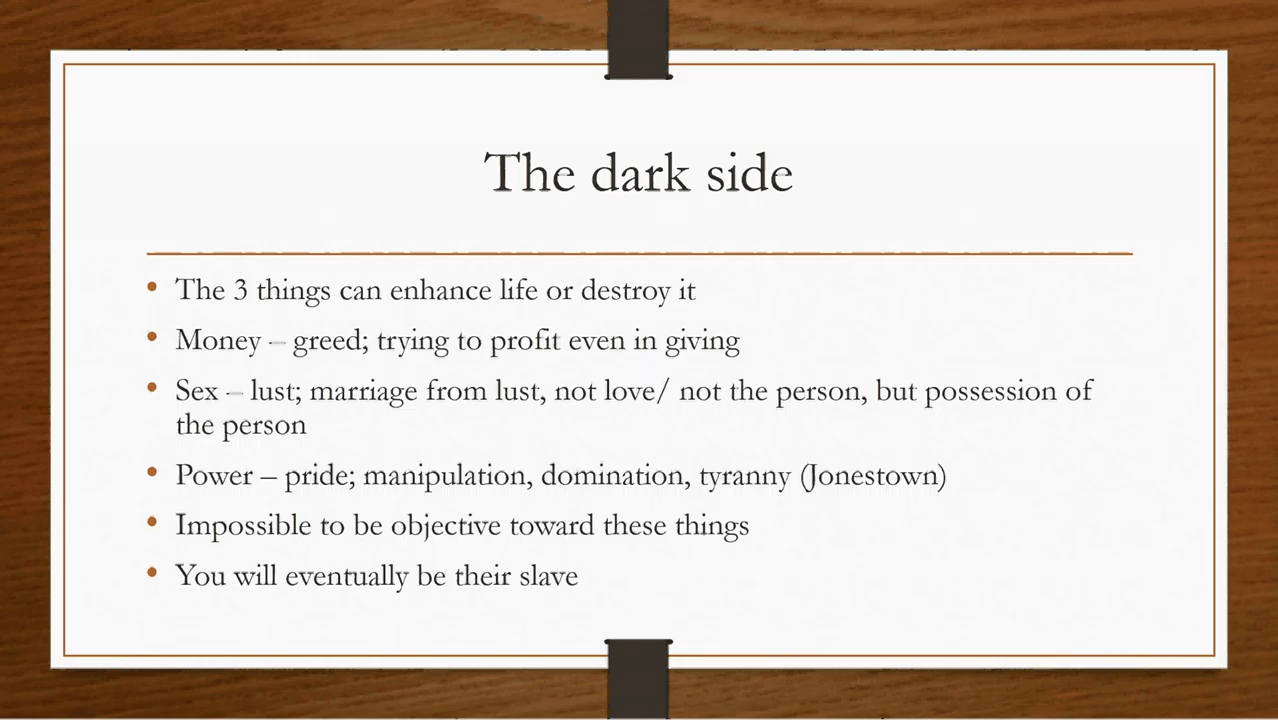 The dark side
• The 3 things can enhance life or destroy it
• Money – greed; trying to profit even in giving
• Sex – lust; marriage from lust, not love/ not the person, but possession of
the person
• Power – pride; manipulation, domination, tyranny (Jonestown)
• Impossible to be objective toward these things
• You will eventually be their slave